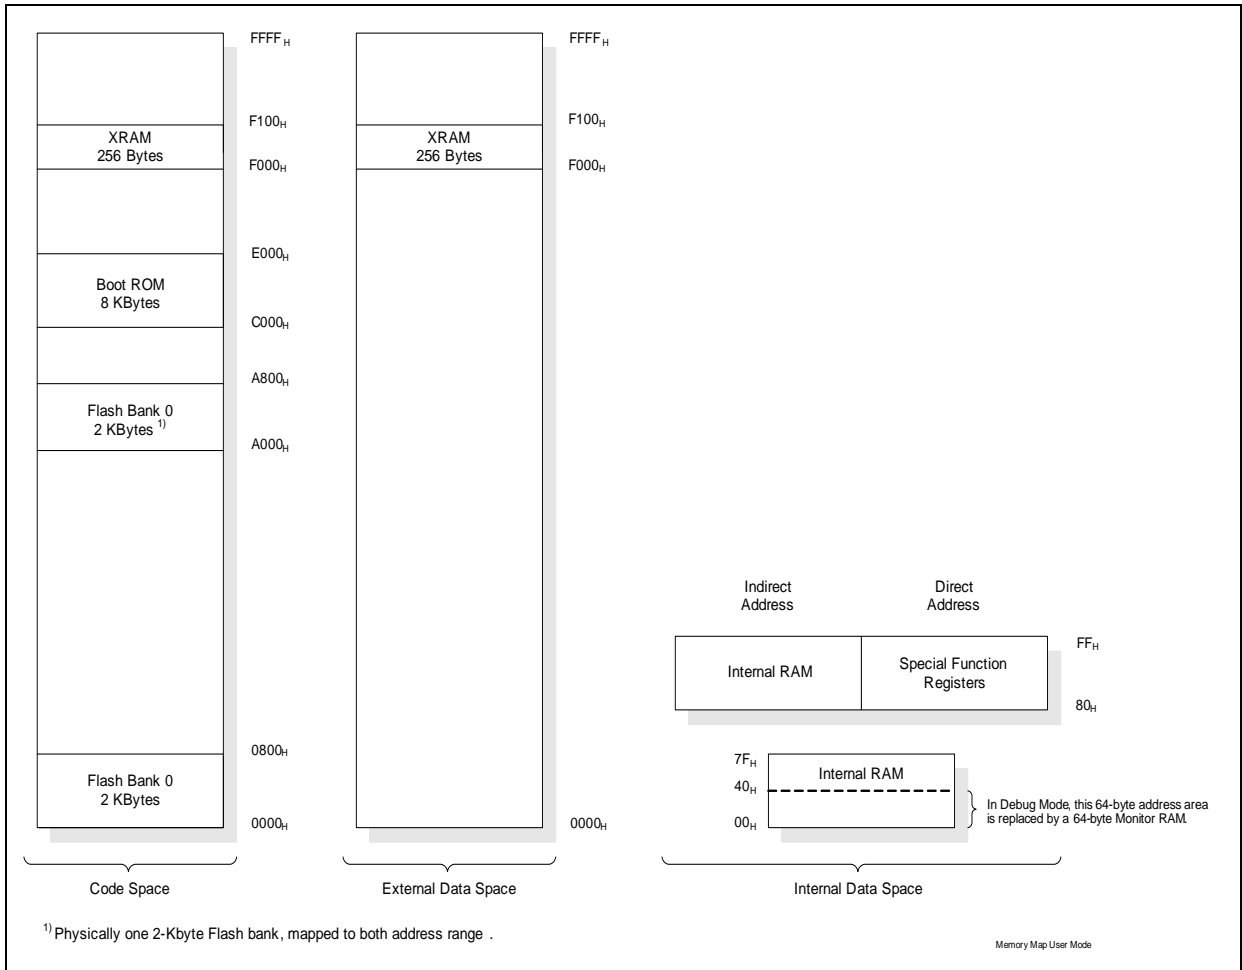 FFFFH
F100H
XRAM
256 Bytes
F000H
E000H
Boot ROM
8 KBytes
C000H
A800H
Flash Bank 0
2 KBytes 1)
A000H
0800H
Flash Bank 0
2 KBytes
0000H
Code Space
FFFFH
F100H
XRAM
256 Bytes
F000H
0000H
External Data Space
Indirect
Address
Direct
Address
Internal RAM
Special Function
Registers
FFH
80H
7FH
Internal RAM
40H
00H
In Debug Mode, this 64-byte address area
is replaced by a 64-byte Monitor RAM.
Internal Data Space
1) Physically one 2-Kbyte Flash bank, mapped to both address range .
Memory Map User Mode